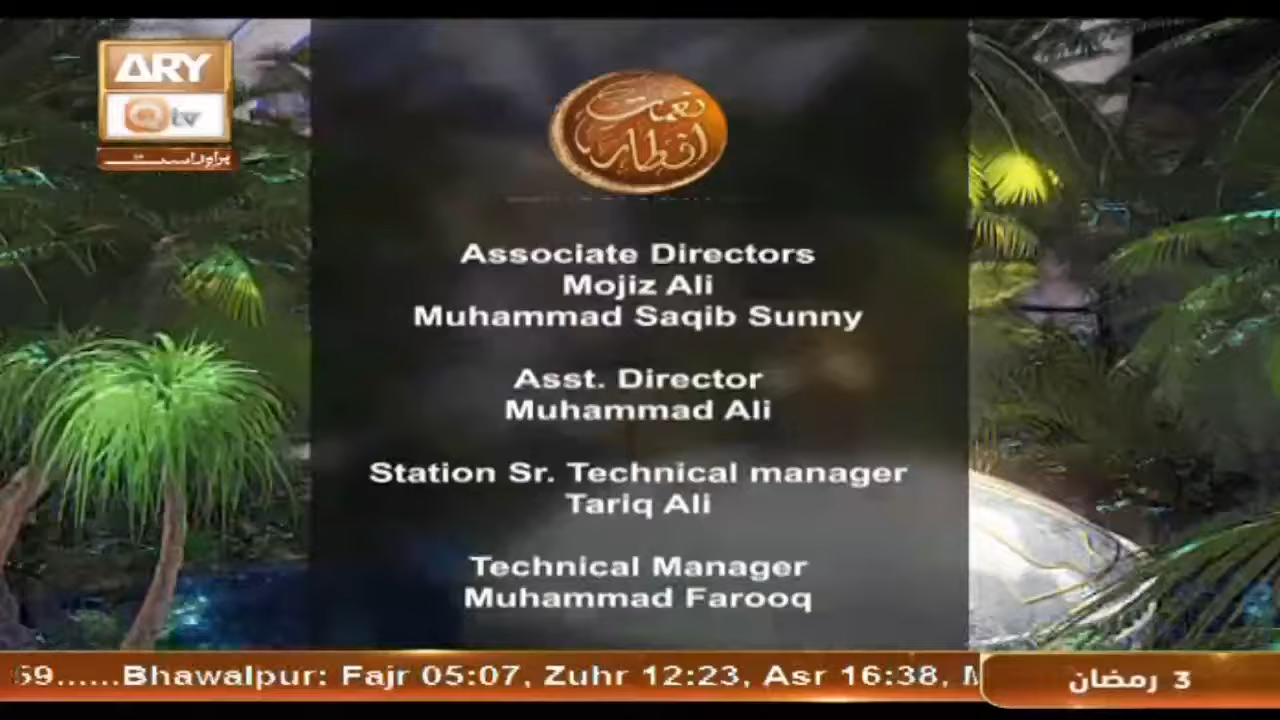 ARY
Qtv
براہ راست
نعمت
افطار
Associate Directors
Mojiz Ali
Muhammad Saqib Sunny
Asst. Director
Muhammad Ali
Station Sr. Technical manager
Tariq Ali
Technical Manager
Muhammad Farooq
59......Bhawalpur: Fajr 05:07, Zuhr 12:23, Asr 16:38, M
3 رمضان